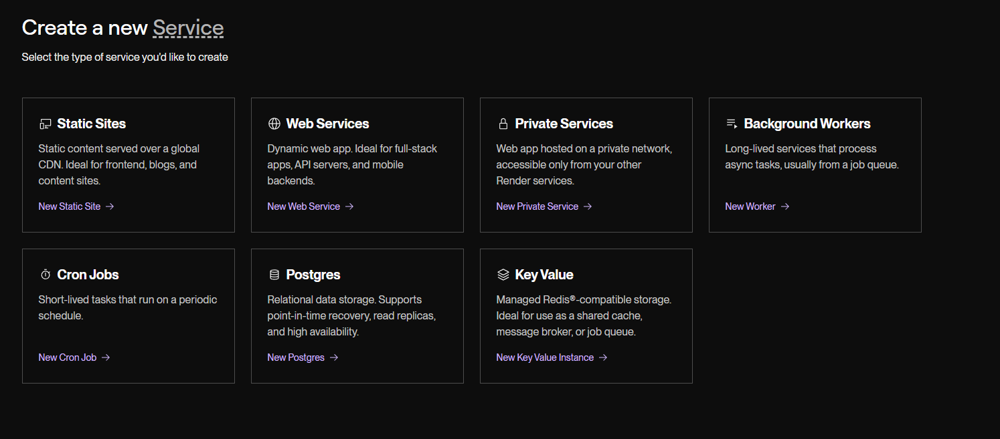 Create a new Service
Select the type of service you'd like to create
Static Sites
Static content served over a global
CDN. Ideal for frontend, blogs, and
content sites.
New Static Site →
Web Services
Dynamic web app. Ideal for full-stack
apps, API servers, and mobile
backends.
New Web Service →
Private Services
Web app hosted on a private network,
accessible only from your other
Render services.
New Private Service →
Background Workers
Long-lived services that process
async tasks, usually from a job queue.
New Worker →
Cron Jobs
Short-lived tasks that run on a periodic
schedule.
New Cron Job →
Postgres
Relational data storage. Supports
point-in-time recovery, read replicas,
and high availability.
New Postgres →
Key Value
Managed Redis®-compatible storage.
Ideal for use as a shared cache,
message broker, or job queue.
New Key Value Instance →